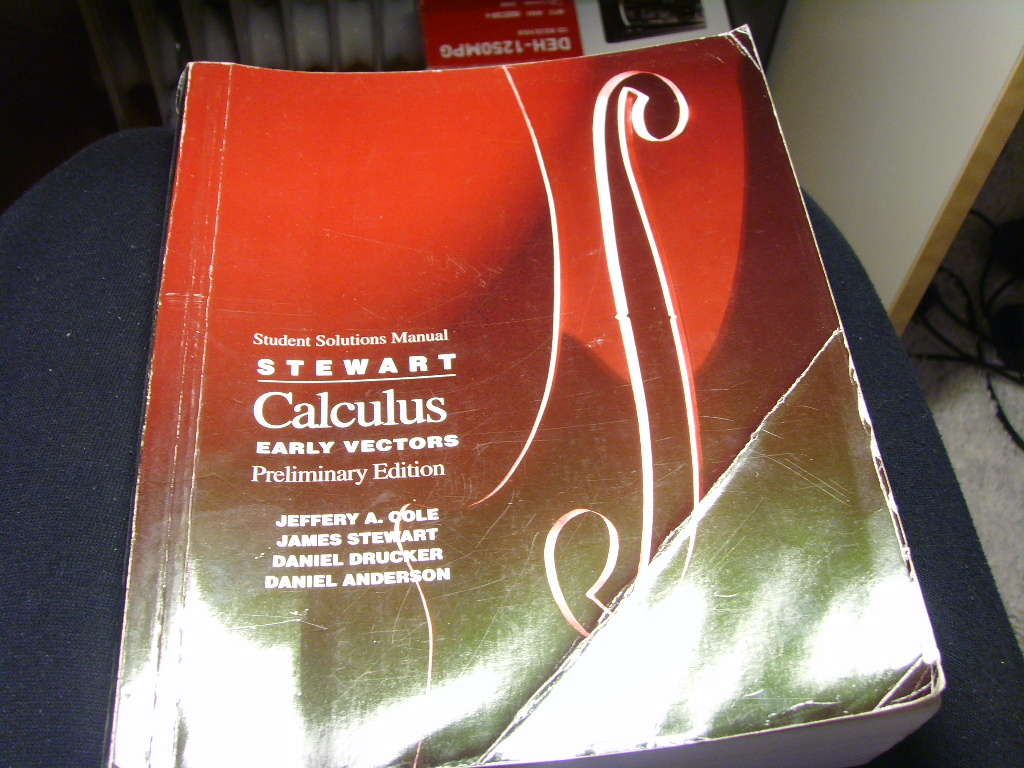 DEH-1250MPG
Student Solutions Manual
STEWART
Calculus
EARLY VECTORS
Preliminary Edition
JEFFERY A. COLE
JAMES STEWART
DANIEL DRUCKER
DANIEL ANDERSON